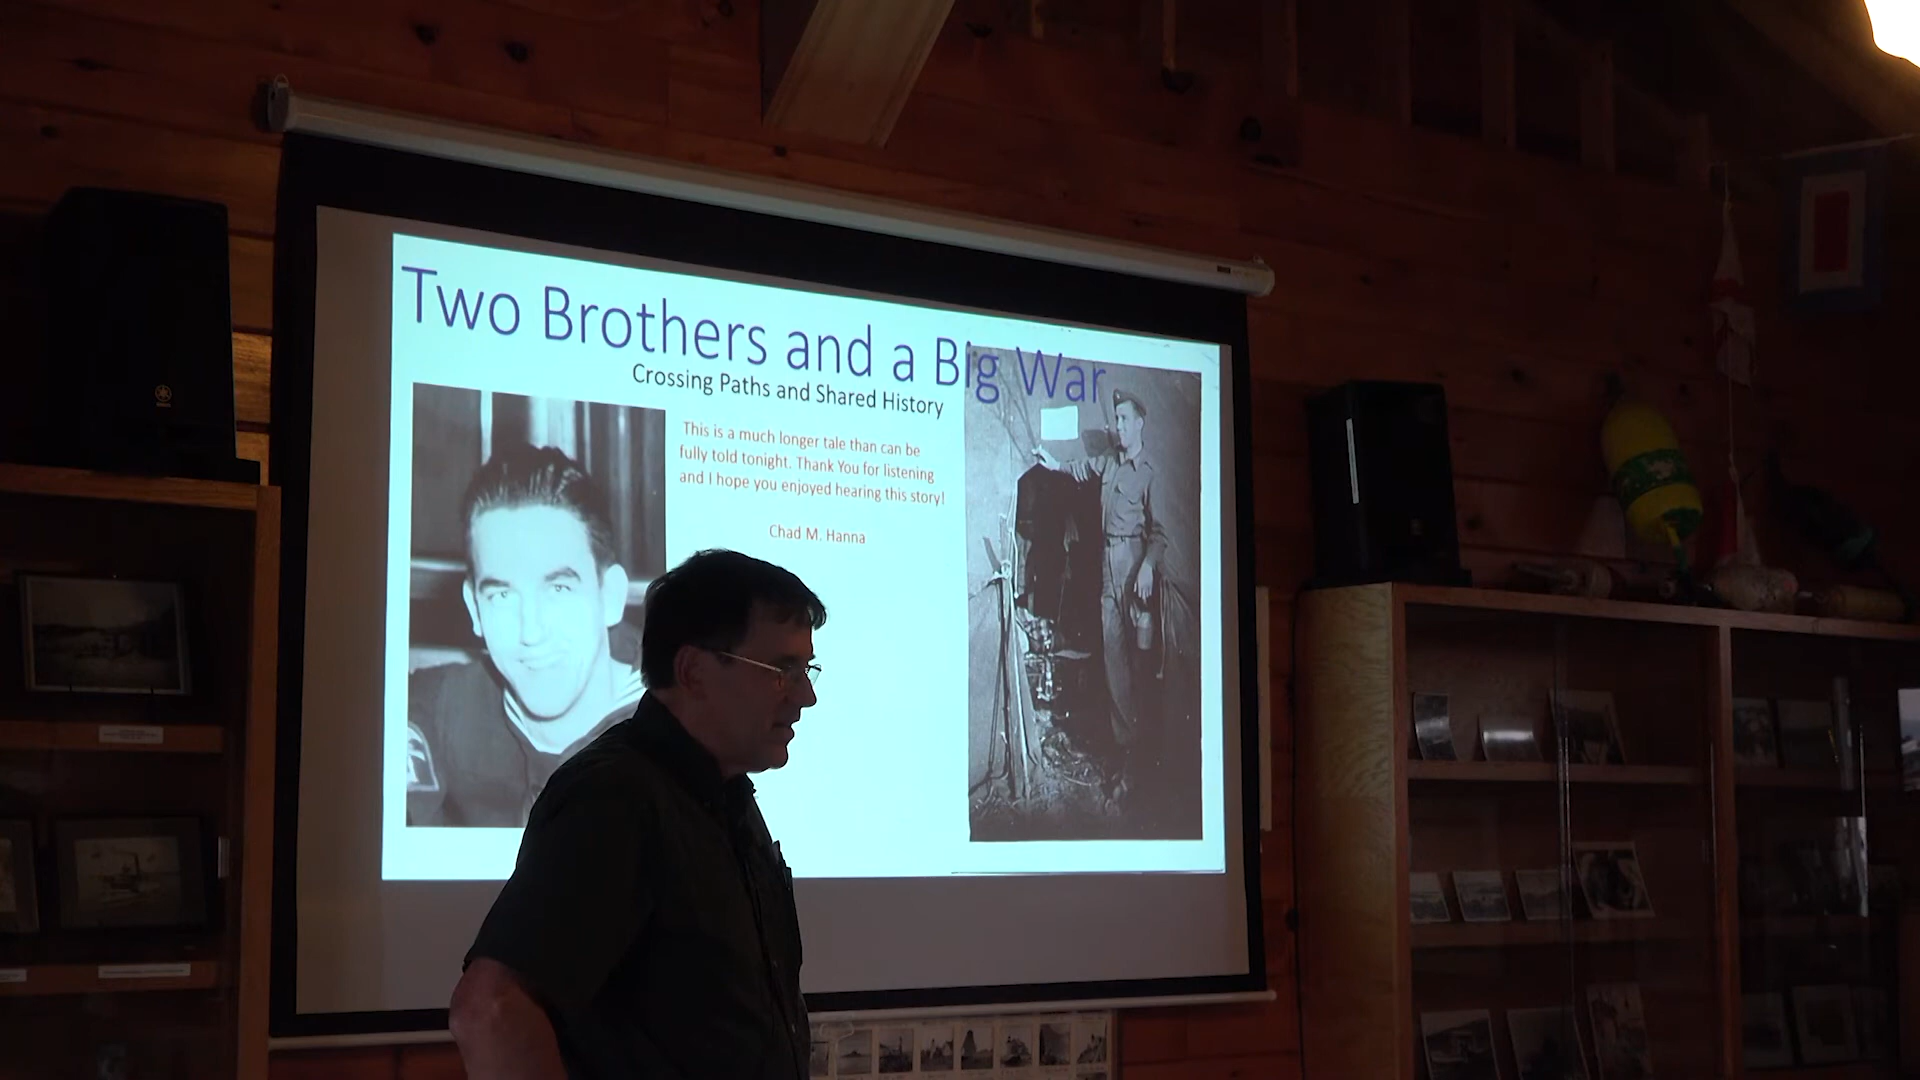 Two Brothers and a Big War
Crossing Paths and Shared History
This is a much longer tale than can be
fully told tonight. Thank You for listening
and I hope you enjoyed hearing this story!
Chad M. Hanna